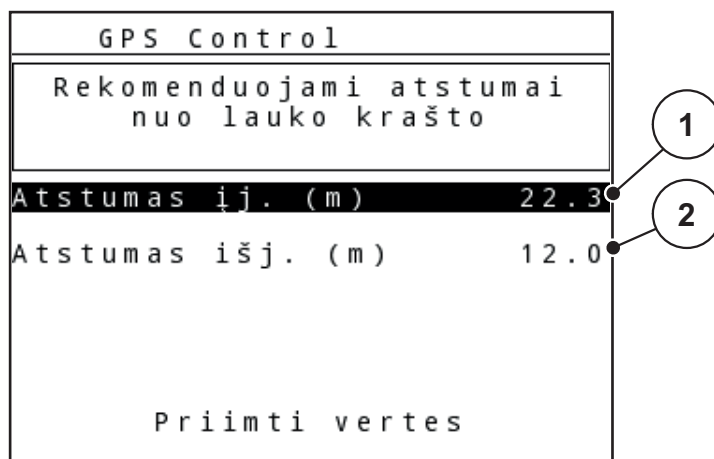 GPS Control
Rekomenduojami atstumai
nuo lauko krašto
Atstumas įj. (m) 22.3
1
Atstumas išj. (m) 12.0
2
Priimti vertes